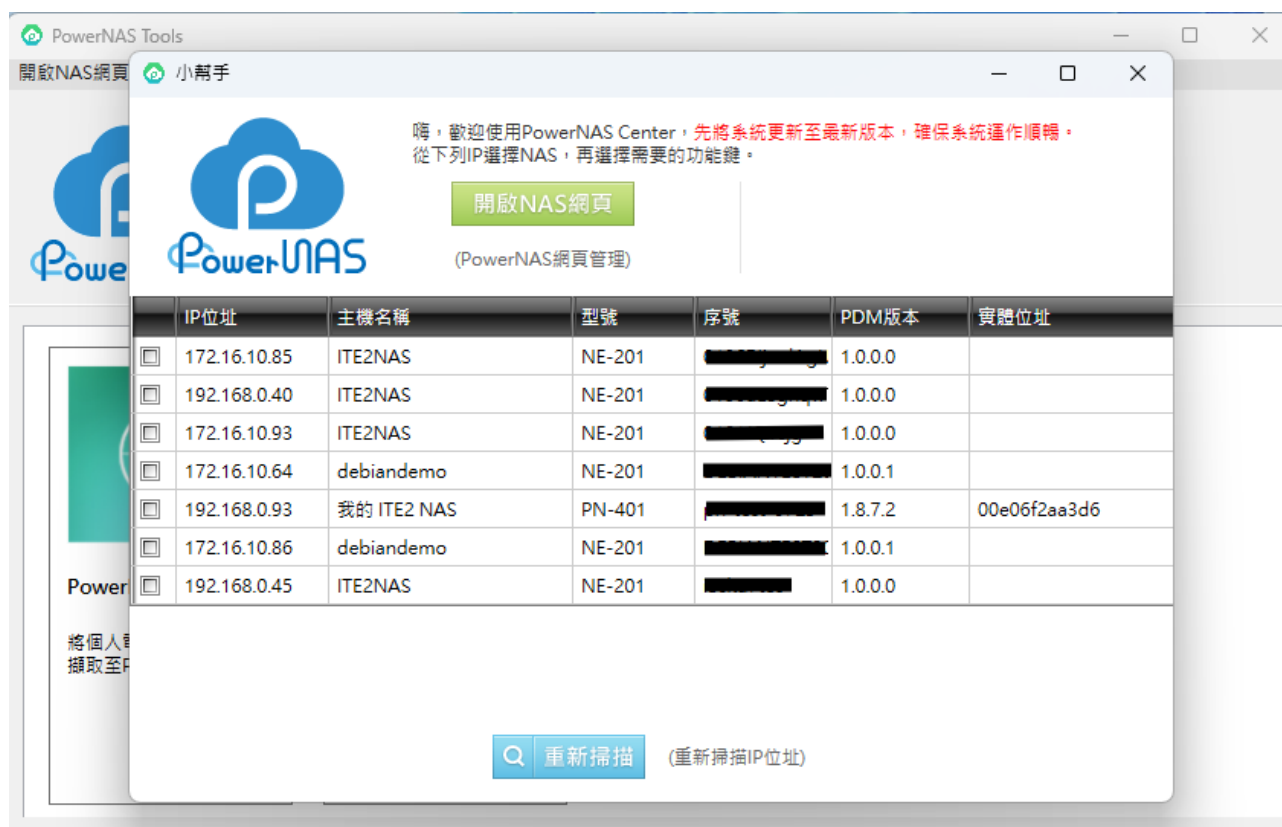 PowerNAS Tools
開啟NAS網頁
小幫手
嗨，歡迎使用PowerNAS Center，先將系統更新至最新版本，確保系統運作順暢。
從下列IP選擇NAS，再選擇需要的功能鍵。
開啟NAS網頁
(PowerNAS網頁管理)
PowerNAS
Powe
IP位址 主機名稱 型號 序號 PDM版本 實體位址
172.16.10.85 ITE2NAS NE-201 1.0.0.0
192.168.0.40 ITE2NAS NE-201 1.0.0.0
172.16.10.93 ITE2NAS NE-201 1.0.0.0
172.16.10.64 debiandemo NE-201 1.0.0.1
192.168.0.93 我的 ITE2 NAS PN-401 1.8.7.2 00e06f2aa3d6
172.16.10.86 debiandemo NE-201 1.0.0.1
192.168.0.45 ITE2NAS NE-201 1.0.0.0
Power
將個人
擷取至P
重新掃描 (重新掃描IP位址)